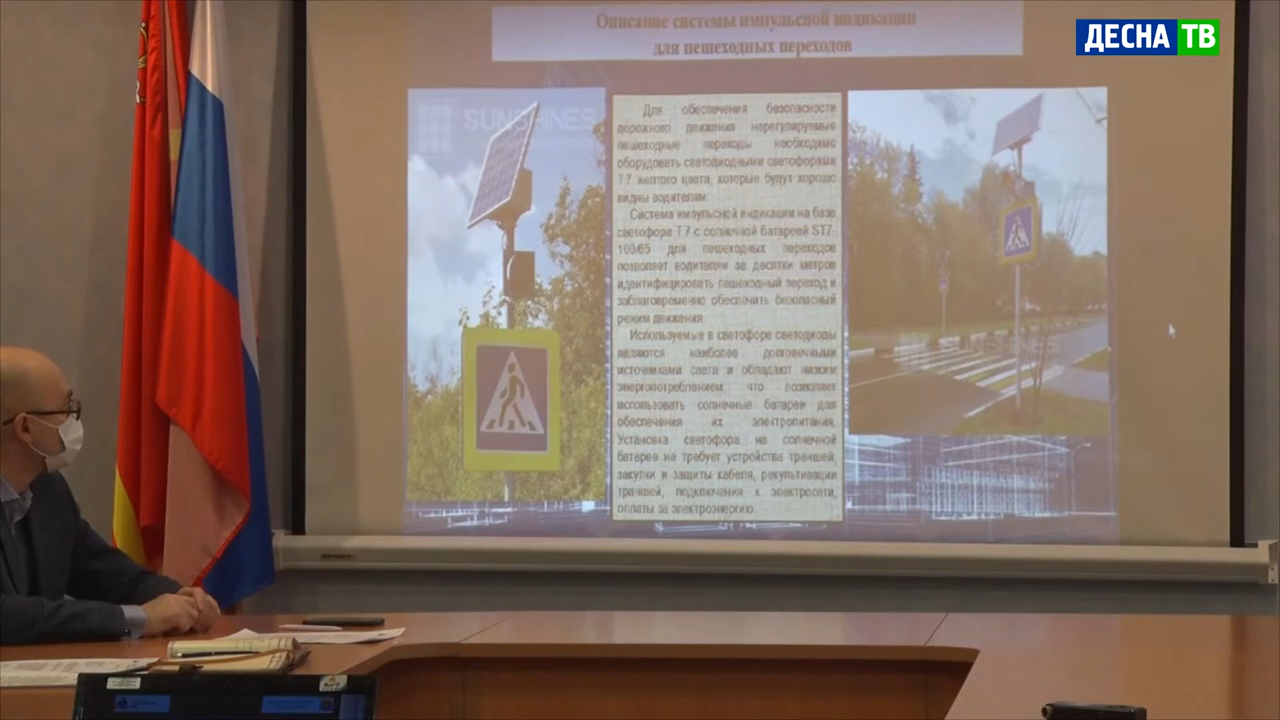 Описание системы импульсной индикации
для пешеходных переходов
ДЕСНА ТВ
SUNSHINES
Для обеспечения безопасности
дорожного движения нерегулируемые
пешеходные переходы необходимо
оборудовать светодиодными светофорами
Т.7 желтого цвета, которые будут хорошо
видны водителям.
Система импульсной индикации на базе
светофора Т.7 с солнечной батареей ST7-
100/65 для пешеходных переходов
позволяет водителям за десятки метров
идентифицировать пешеходный переход и
заблаговременно обеспечить безопасный
режим движения.
Используемые в светофоре светодиоды
являются наиболее долговечными
источниками света и обладают низким
энергопотреблением, что позволяет
использовать солнечные батареи для
обеспечения их электропитания.
Установка светофора на солнечной
батарее не требует устройства траншей,
закупки и защиты кабеля, рекультивации
траншей, подключения к электросети,
оплаты за электроэнергию.